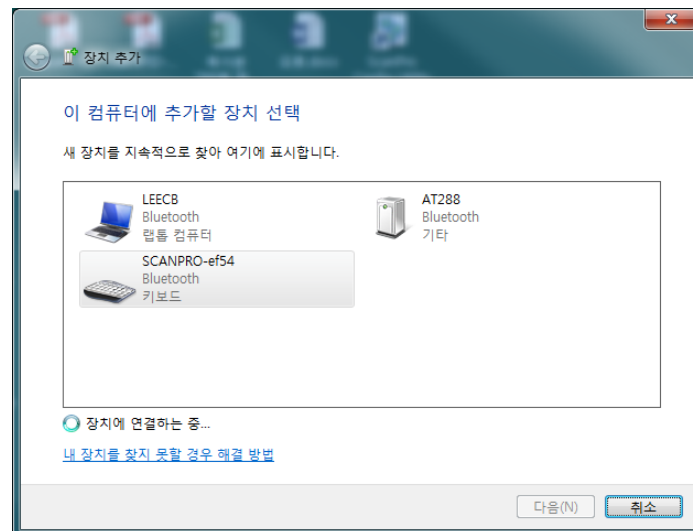 장치 추가
이 컴퓨터에 추가할 장치 선택
새 장치를 지속적으로 찾아 여기에 표시합니다.
LEECB
Bluetooth
랩톱 컴퓨터
AT288
Bluetooth
기타
SCANPRO-ef54
Bluetooth
키보드
장치에 연결하는 중...
내 장치를 찾지 못할 경우 해결 방법
다음(N)
취소